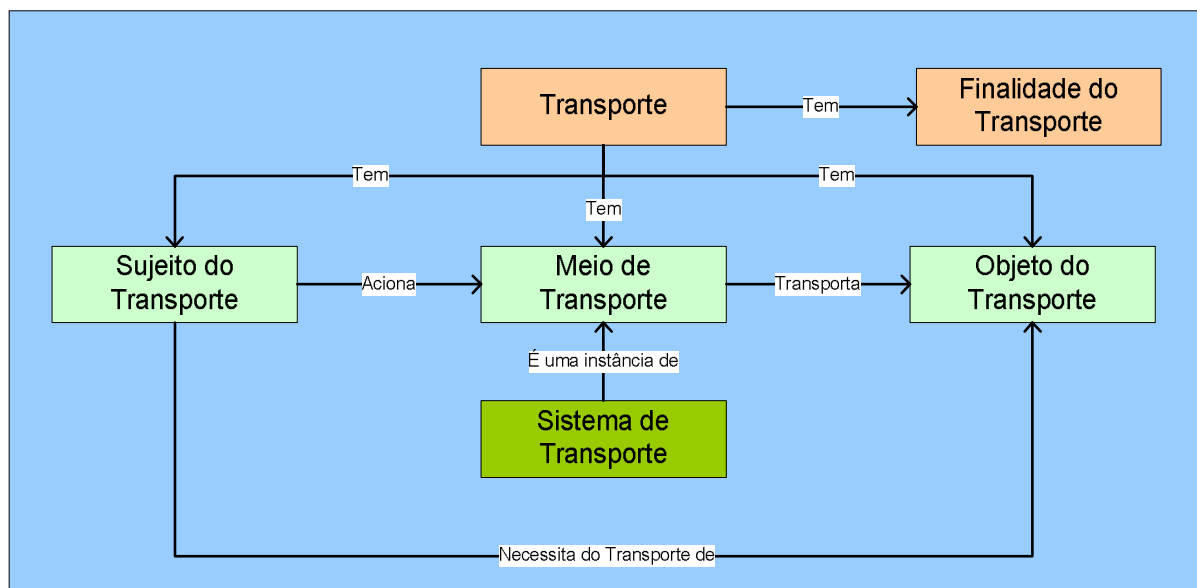 Transporte
Tem
Finalidade do
Transporte
Tem
Tem
Tem
Sujeito do
Transporte
Aciona
Meio de
Transporte
Transporta
Objeto do
Transporte
É uma instância de
Sistema de
Transporte
Necessita do Transporte de